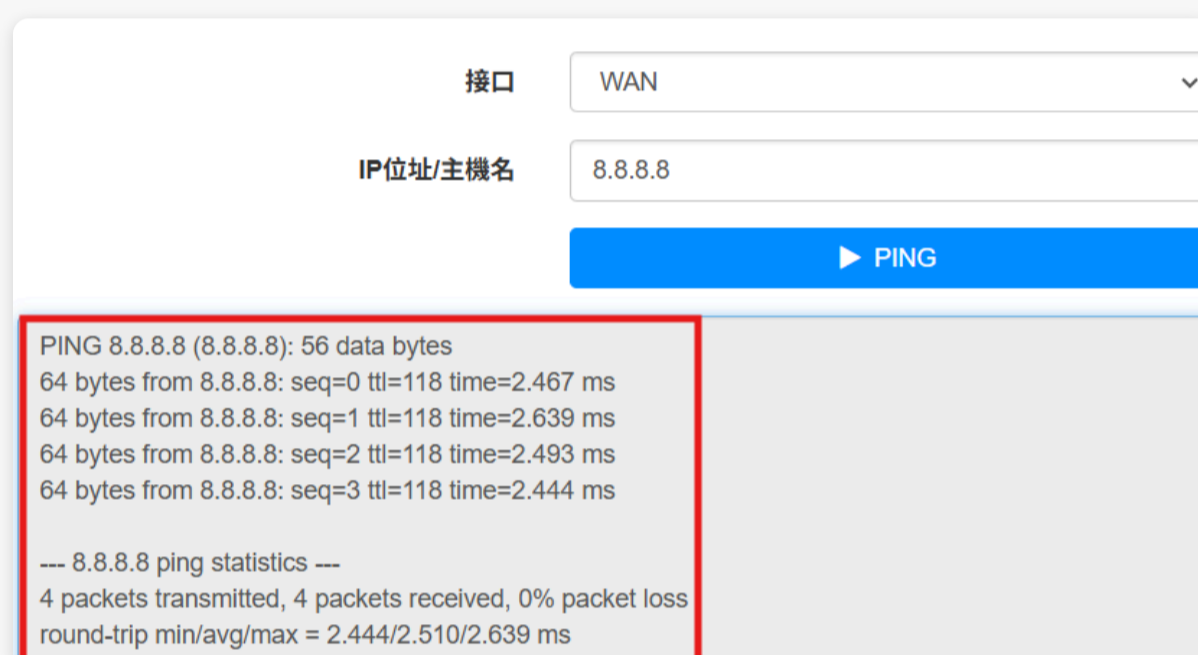 接口 WAN
IP位址/主機名 8.8.8.8
PING
PING 8.8.8.8 (8.8.8.8): 56 data bytes
64 bytes from 8.8.8.8: seq=0 ttl=118 time=2.467 ms
64 bytes from 8.8.8.8: seq=1 ttl=118 time=2.639 ms
64 bytes from 8.8.8.8: seq=2 ttl=118 time=2.493 ms
64 bytes from 8.8.8.8: seq=3 ttl=118 time=2.444 ms
--- 8.8.8.8 ping statistics ---
4 packets transmitted, 4 packets received, 0% packet loss
round-trip min/avg/max = 2.444/2.510/2.639 ms